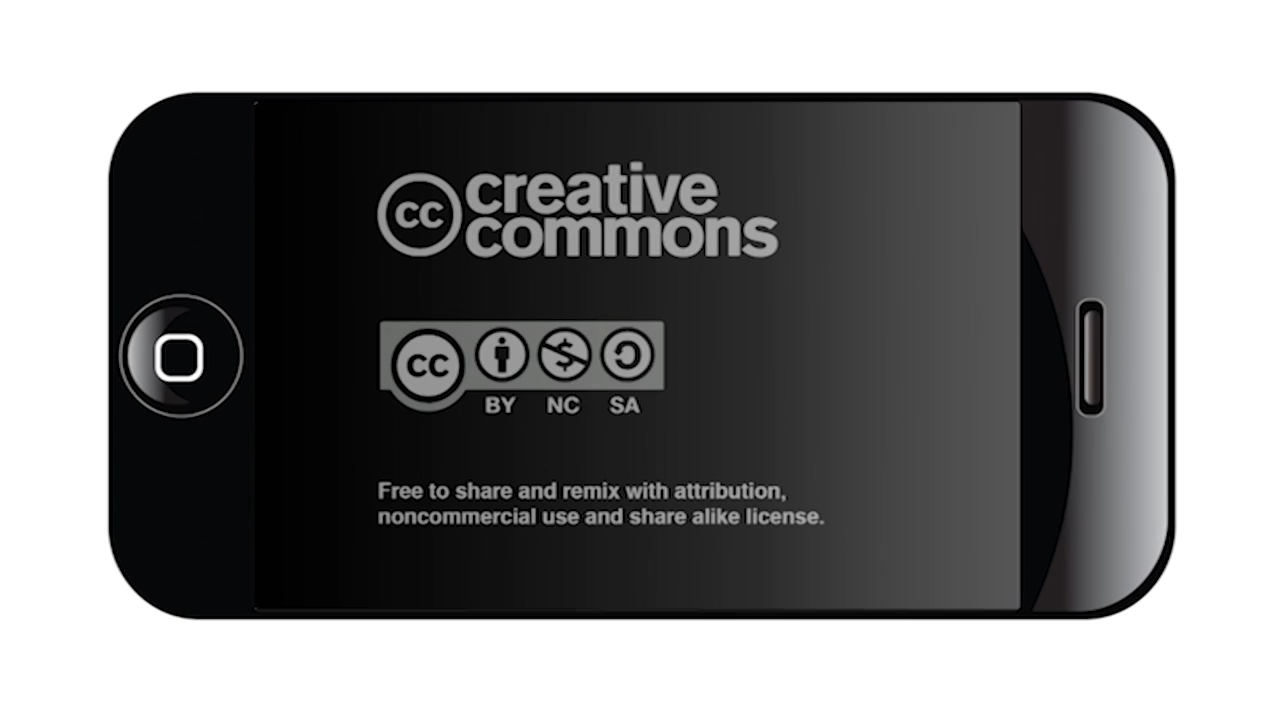 cc creative
commons
cc
BY NC SA
Free to share and remix with attribution,
noncommercial use and share alike license.